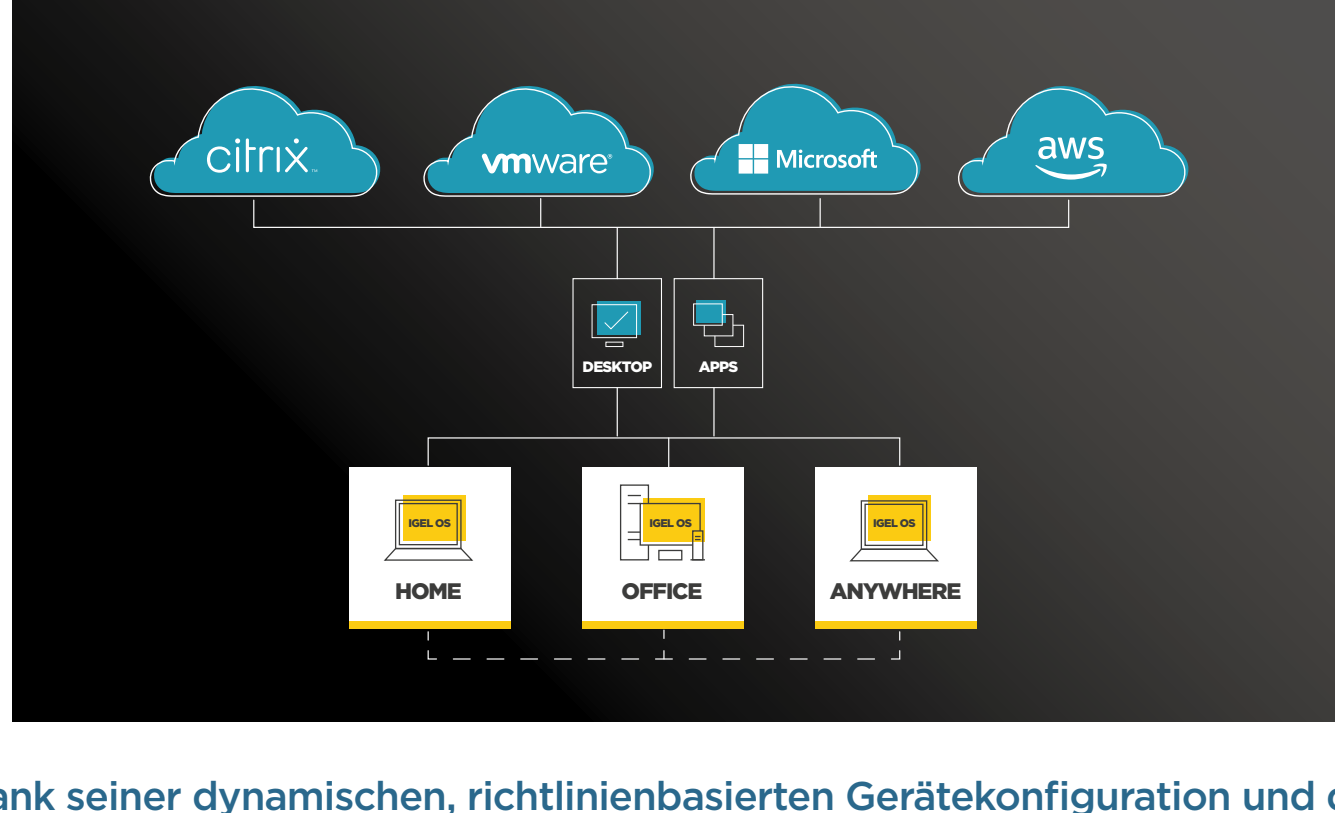 citrix™
vmware®
Microsoft
aws
DESKTOP
APPS
IGEL OS
IGEL OS
IGEL OS
HOME
OFFICE
ANYWHERE
ank seiner dynamischen, richtlinienbasierten Gerätekonfiguration und